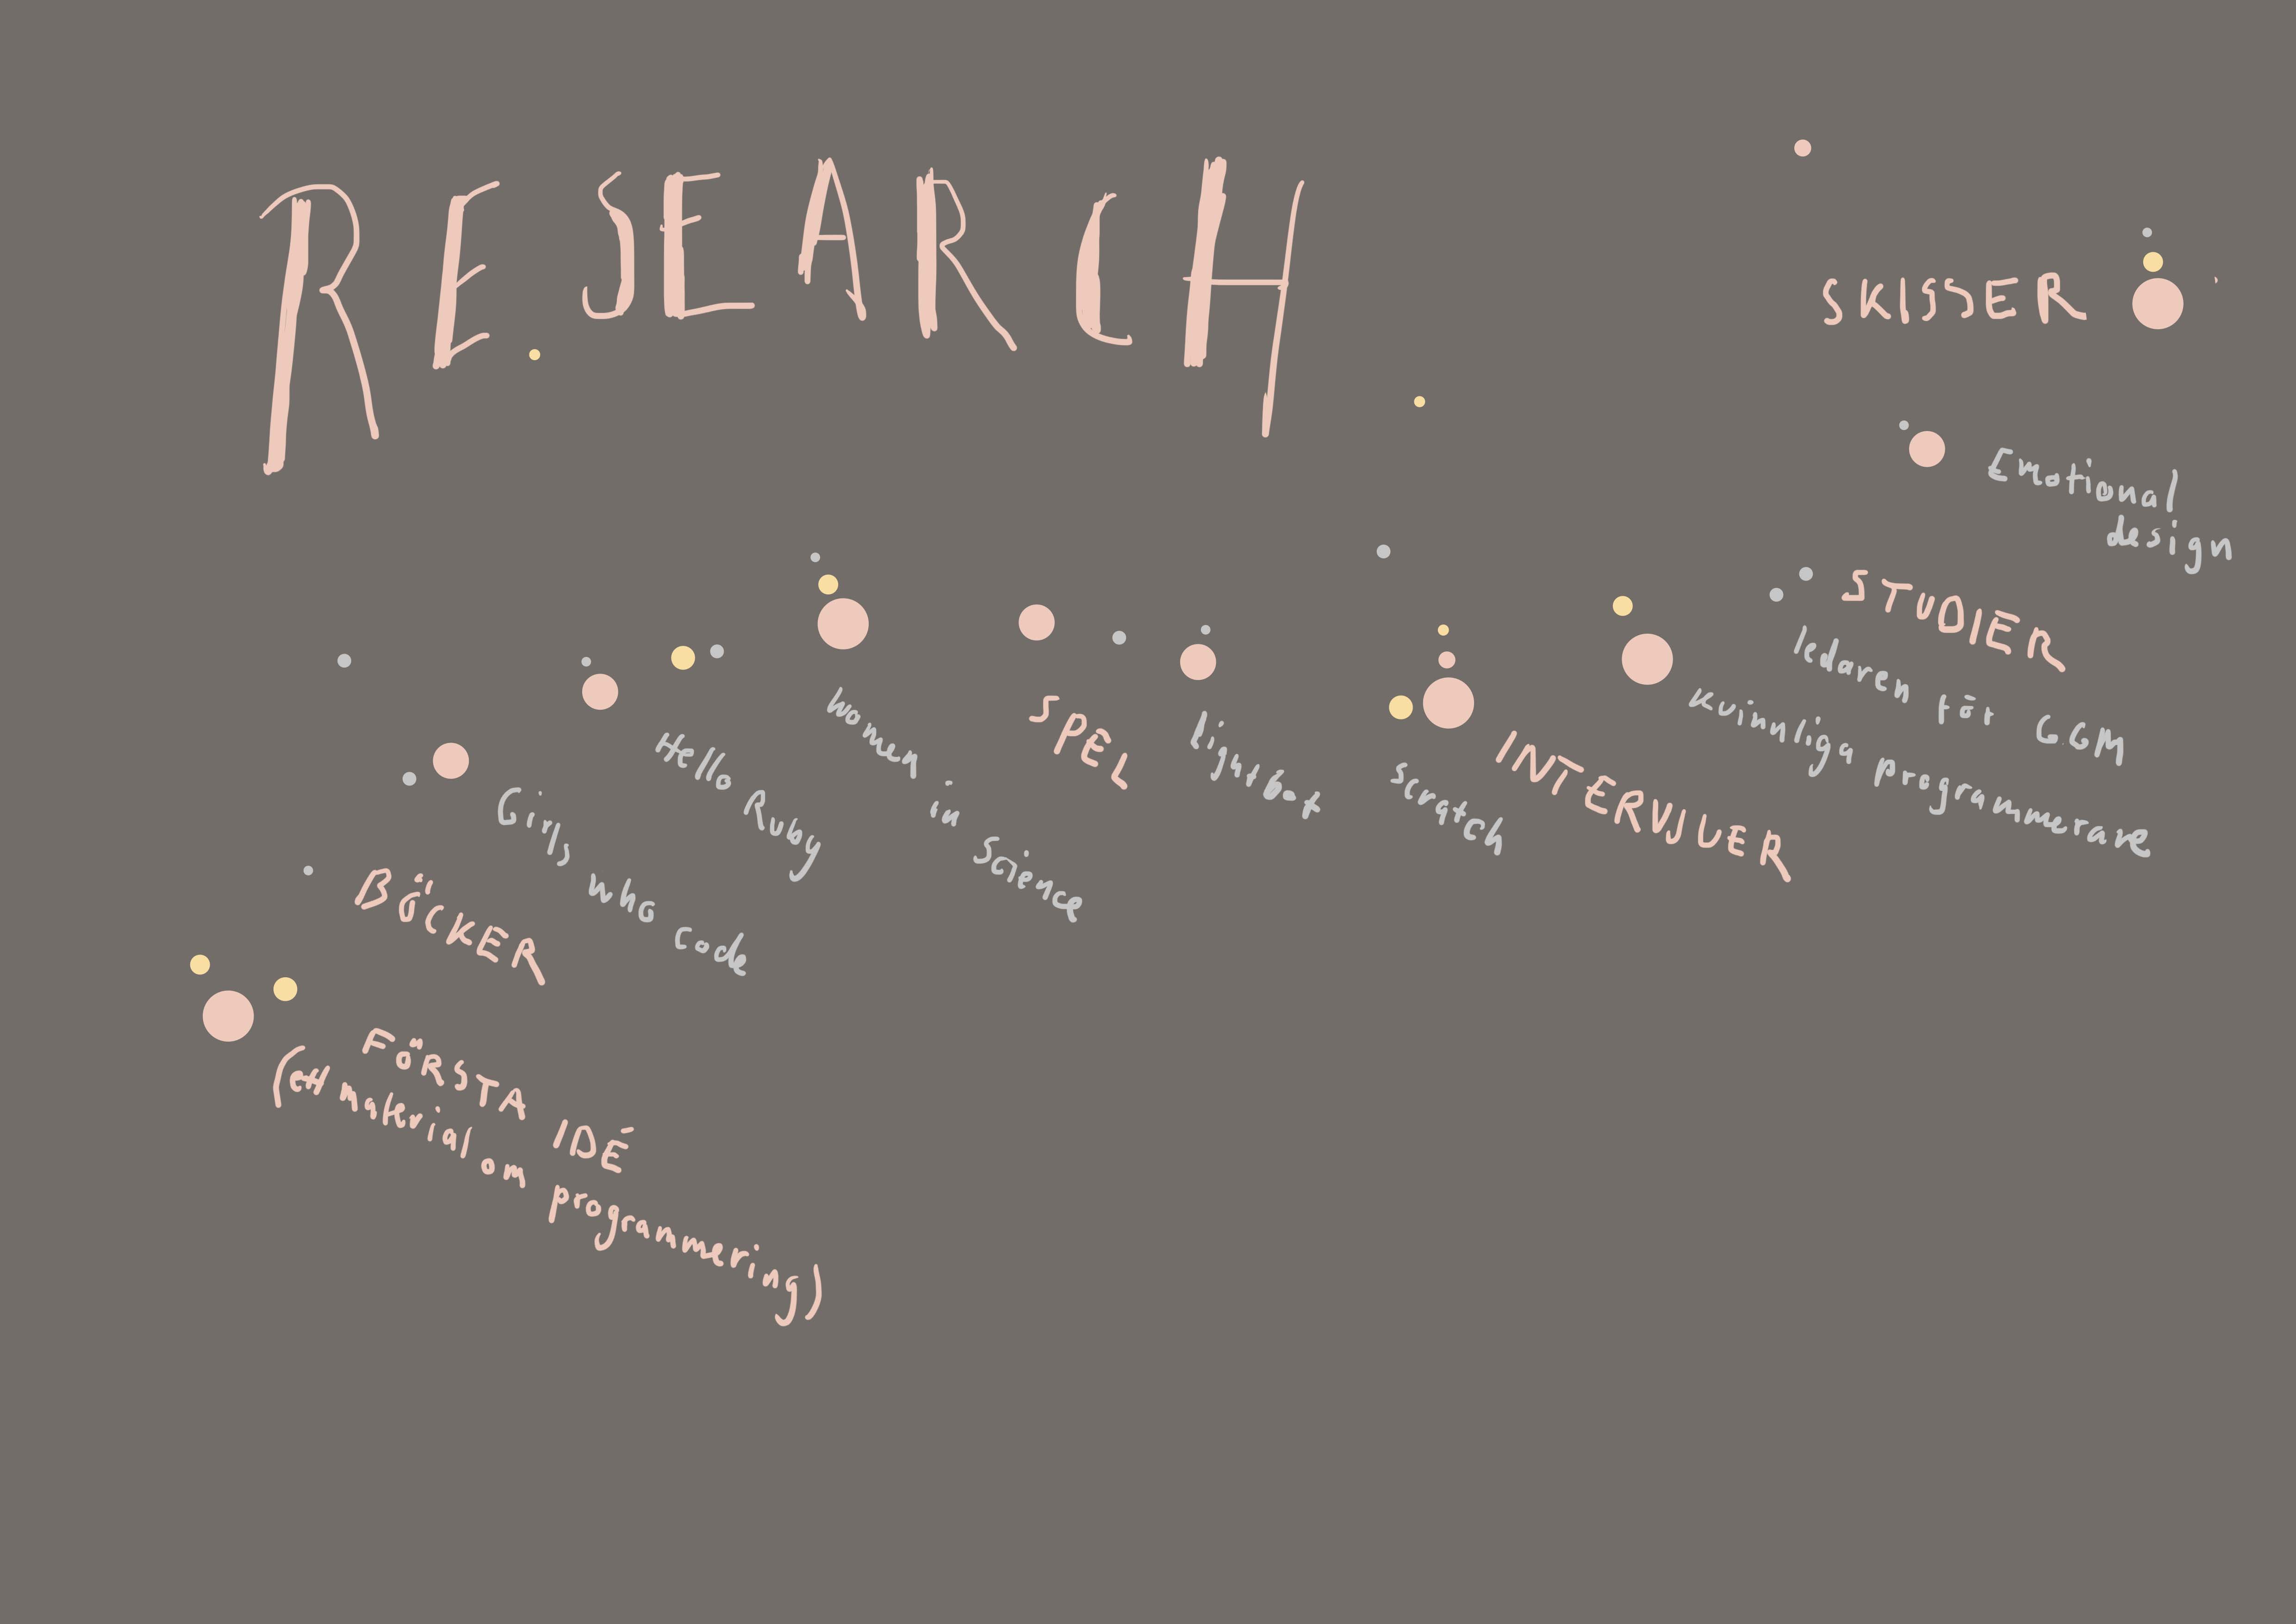 RESEARCH
FÖRSTA IDÉ
(ett material om programmering)
BÖCKER
Girls who code
Hello Ruby
Women in Science
SPEL
Lightbot
Scratch
INTERVJUER
kvinnliga programmerare
ledaren för G.G.M
STUDIER
Emotional
design
SKISSER